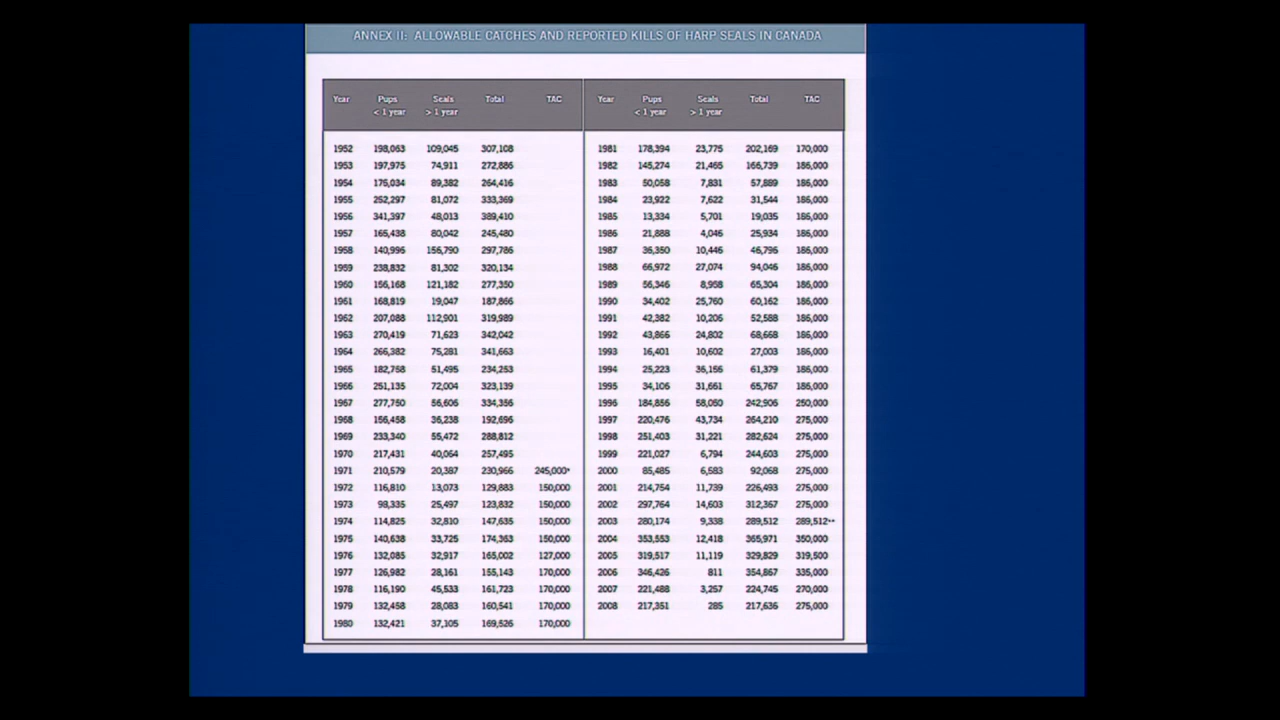 ANNEX II: ALLOWABLE CATCHES AND REPORTED KILLS OF HARP SEALS IN CANADA
Year Pups Seals Total TAC Year Pups Seals Total TAC
< 1 year > 1 year < 1 year > 1 year
1952 198,063 109,045 307,108 1981 178,394 23,775 202,169 170,000
1953 197,975 74,911 272,886 1982 145,274 21,465 166,739 186,000
1954 175,034 89,382 264,416 1983 50,058 7,831 57,889 186,000
1955 252,297 81,072 333,369 1984 23,922 7,622 31,544 186,000
1956 341,397 48,013 389,410 1985 13,334 5,701 19,035 186,000
1957 165,438 80,042 245,480 1986 21,888 4,046 25,934 186,000
1958 140,996 156,790 297,786 1987 36,350 10,446 46,796 186,000
1959 238,832 81,302 320,134 1988 66,972 27,074 94,046 186,000
1960 156,168 121,182 277,350 1989 56,346 8,958 65,304 186,000
1961 168,819 19,047 187,866 1990 34,402 25,760 60,162 186,000
1962 207,088 112,901 319,989 1991 42,382 10,206 52,588 186,000
1963 270,419 71,623 342,042 1992 43,866 24,802 68,668 186,000
1964 266,382 75,281 341,663 1993 16,401 10,602 27,003 186,000
1965 182,758 51,495 234,253 1994 25,223 36,156 61,379 186,000
1966 251,135 72,004 323,139 1995 34,106 31,661 65,767 186,000
1967 277,750 56,606 334,356 1996 184,856 58,050 242,906 250,000
1968 156,458 36,238 192,696 1997 220,476 43,734 264,210 275,000
1969 233,340 55,472 288,812 1998 251,403 31,221 282,624 275,000
1970 217,431 40,064 257,495 1999 221,027 6,794 244,603 275,000
1971 210,579 20,387 230,966 245,000* 2000 85,485 6,583 92,068 275,000
1972 116,810 13,073 129,883 150,000 2001 214,754 11,739 226,493 275,000
1973 98,335 25,497 123,832 150,000 2002 297,764 14,603 312,367 275,000
1974 114,825 32,810 147,635 150,000 2003 280,174 9,338 289,512 289,512**
1975 140,638 33,725 174,363 150,000 2004 353,553 12,418 365,971 350,000
1976 132,085 32,917 165,002 127,000 2005 319,517 11,119 329,829 319,500
1977 126,982 28,161 155,143 170,000 2006 346,426 811 354,867 335,000
1978 116,190 45,533 161,723 170,000 2007 221,488 3,257 224,745 270,000
1979 132,458 28,083 160,541 170,000 2008 217,351 285 217,636 275,000
1980 132,421 37,105 169,526 170,000